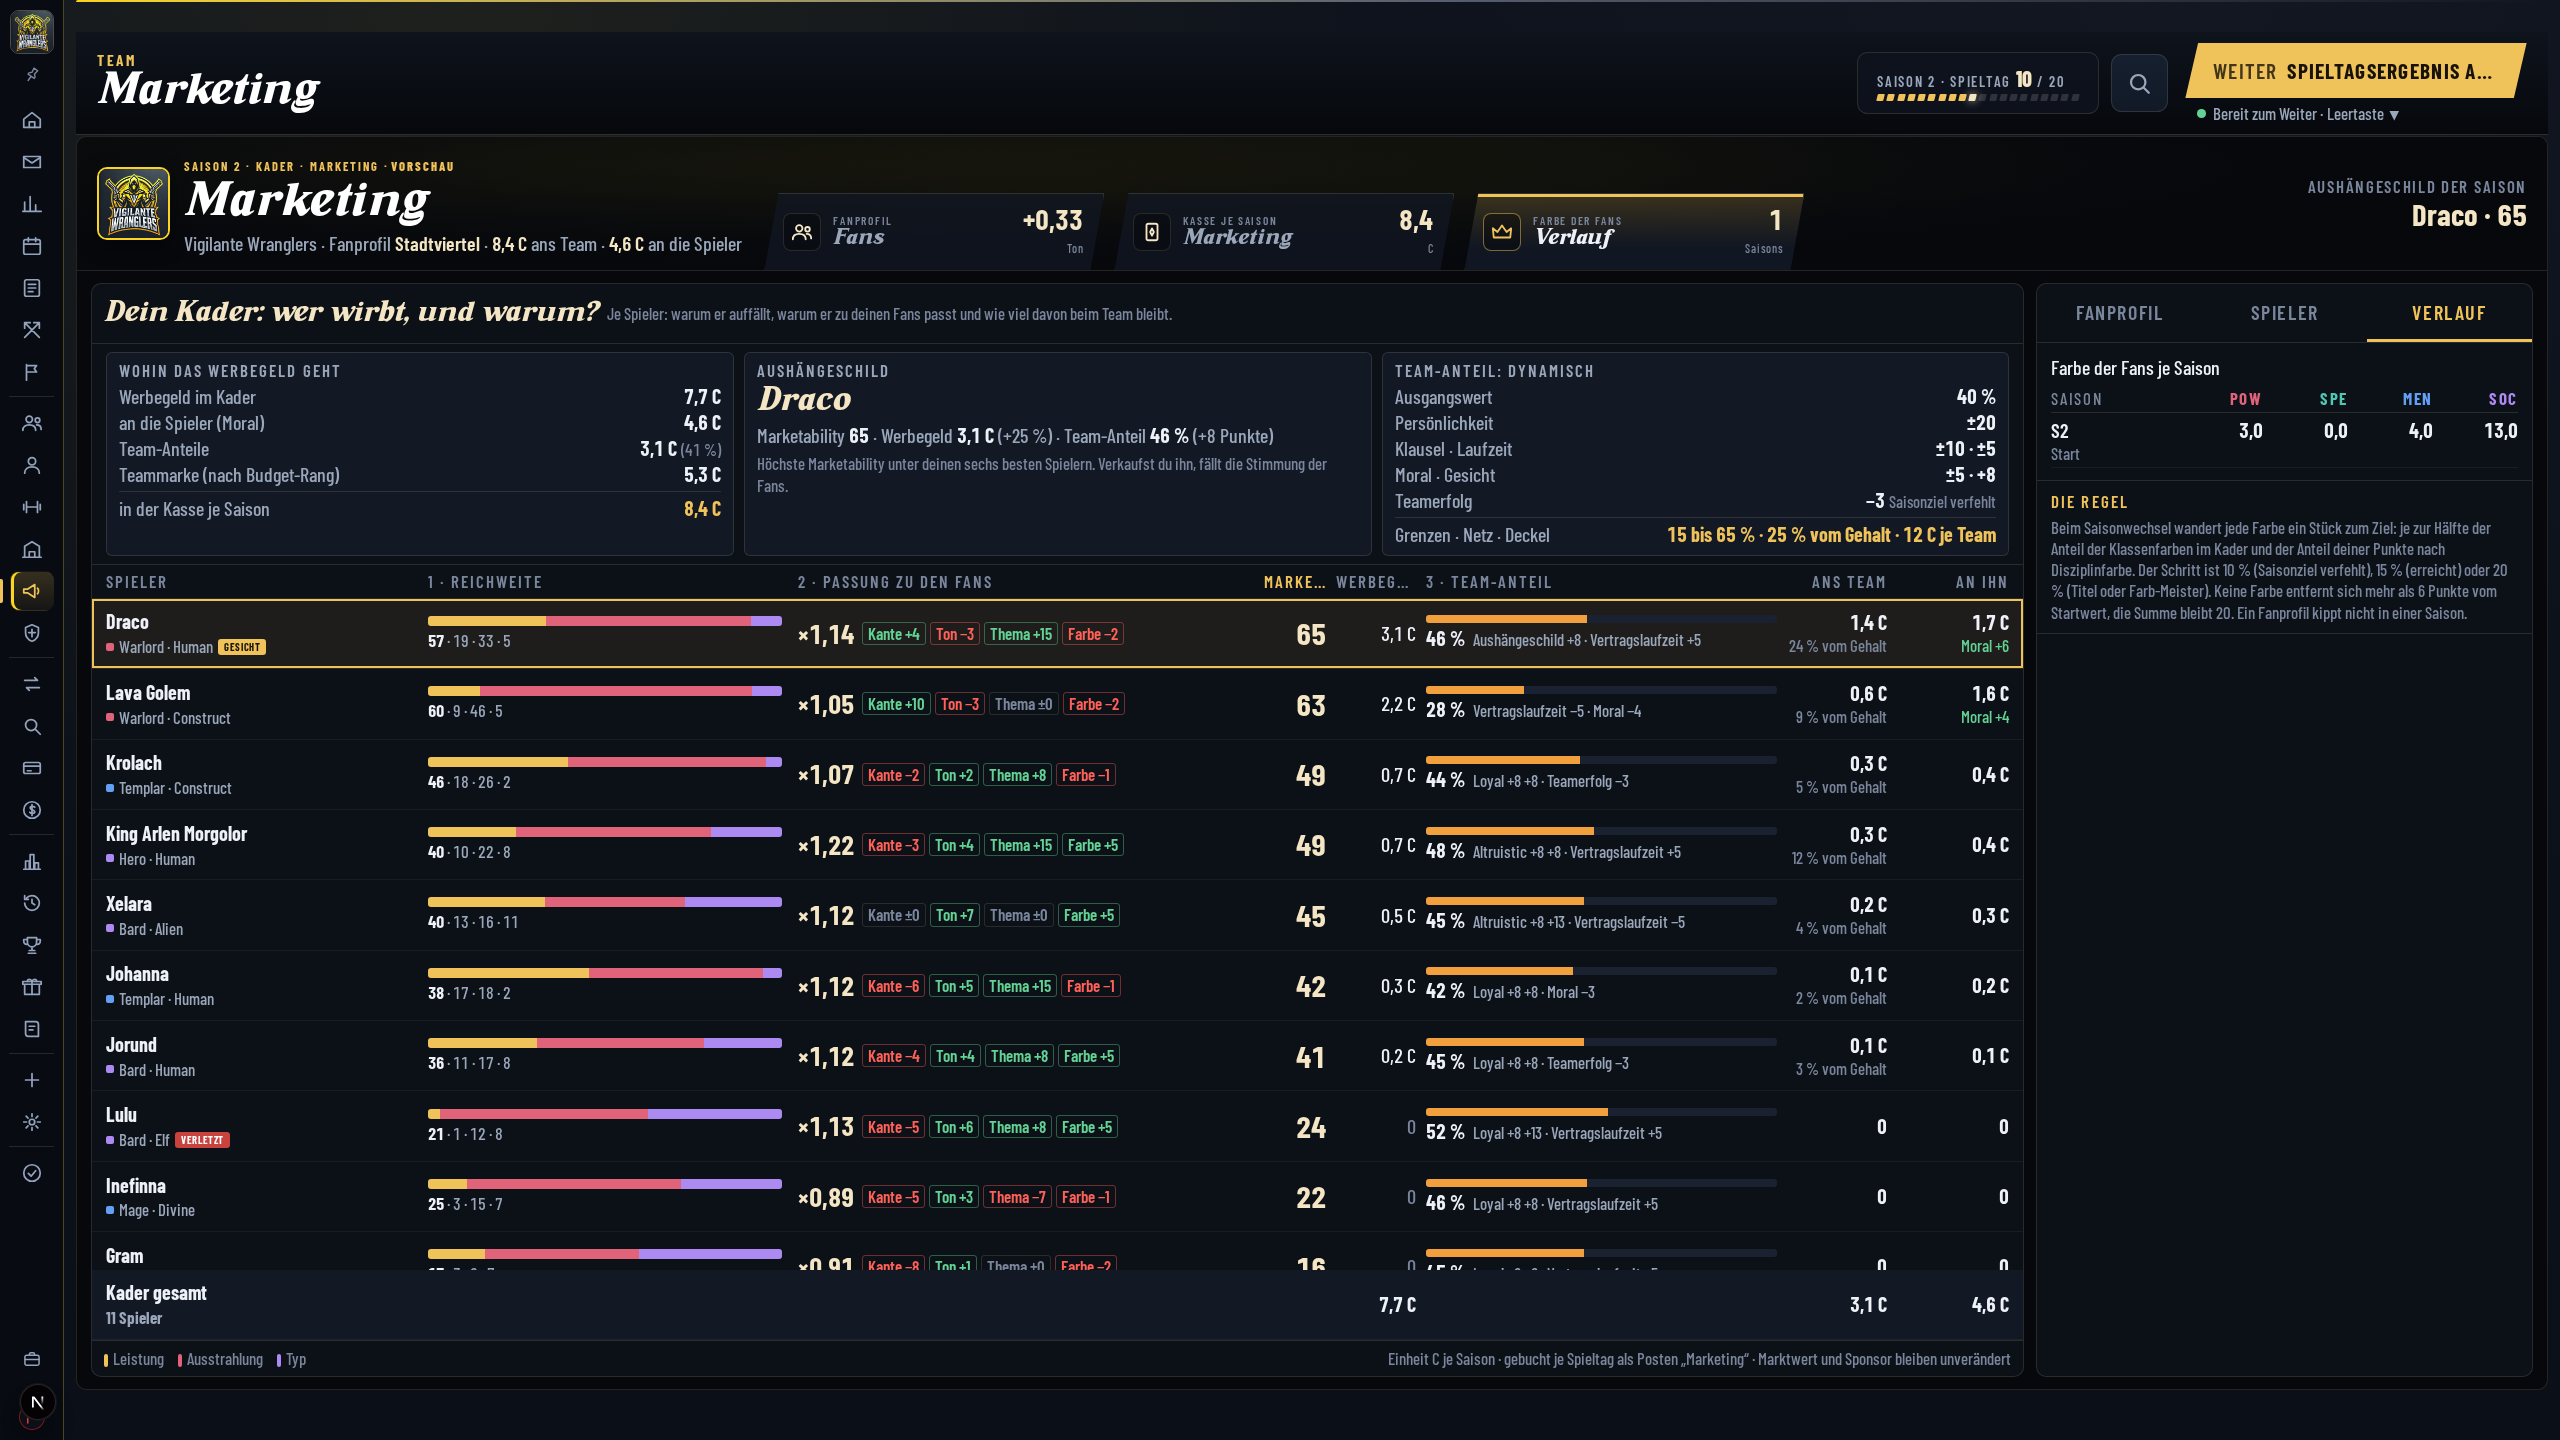 TEAM
Marketing
SAISON 2 · SPIELTAG 10 / 20
WEITER SPIELTAGSERGEBNIS A...
Bereit zum Weiter · Leertaste ▼
VIGILANTE WRANGLERS
SAISON 2 · KADER · MARKETING · VORSCHAU
Marketing
Vigilante Wranglers · Fanprofil Stadtviertel · 8,4 C ans Team · 4,6 C an die Spieler
FANPROFIL
Fans
+0,33
Ton
KASSE JE SAISON
Marketing
8,4
C
FARBE DER FANS
Verlauf
1
Saisons
AUSHÄNGESCHILD DER SAISON
Draco · 65
Dein Kader: wer wirbt, und warum? Je Spieler: warum er auffällt, warum er zu deinen Fans passt und wie viel davon beim Team bleibt.
WOHIN DAS WERBEGELD GEHT
Werbegeld im Kader 7,7 C
an die Spieler (Moral) 4,6 C
Team-Anteile 3,1 C (41 %)
Teammarke (nach Budget-Rang) 5,3 C
in der Kasse je Saison 8,4 C
AUSHÄNGESCHILD
Draco
Marketability 65 · Werbegeld 3,1 C (+25 %) · Team-Anteil 46 % (+8 Punkte)
Höchste Marketability unter deinen sechs besten Spielern. Verkaufst du ihn, fällt die Stimmung der
Fans.
TEAM-ANTEIL: DYNAMISCH
Ausgangswert 40 %
Persönlichkeit ±20
Klausel · Laufzeit ±10 · ±5
Moral · Gesicht ±5 · +8
Teamerfolg −3 Saisonziel verfehlt
Grenzen · Netz · Deckel 15 bis 65 % · 25 % vom Gehalt · 12 C je Team
SPIELER 1 · REICHWEITE 2 · PASSUNG ZU DEN FANS MARKE... WERBEG... 3 · TEAM-ANTEIL ANS TEAM AN IHN
Draco
Warlord · Human GESICHT
57 · 19 · 33 · 5
×1,14 Kante +4 Ton −3 Thema +15 Farbe −2
65 3,1 C
46 % Aushängeschild +8 · Vertragslaufzeit +5
1,4 C
24 % vom Gehalt
1,7 C
Moral +6
Lava Golem
Warlord · Construct
60 · 9 · 46 · 5
×1,05 Kante +10 Ton −3 Thema ±0 Farbe −2
63 2,2 C
28 % Vertragslaufzeit −5 · Moral −4
0,6 C
9 % vom Gehalt
1,6 C
Moral +4
Krolach
Templar · Construct
46 · 18 · 26 · 2
×1,07 Kante −2 Ton +2 Thema +8 Farbe −1
49 0,7 C
44 % Loyal +8 +8 · Teamerfolg −3
0,3 C
5 % vom Gehalt
0,4 C
King Arlen Morgolor
Hero · Human
40 · 10 · 22 · 8
×1,22 Kante −3 Ton +4 Thema +15 Farbe +5
49 0,7 C
48 % Altruistic +8 +8 · Vertragslaufzeit +5
0,3 C
12 % vom Gehalt
0,4 C
Xelara
Bard · Alien
40 · 13 · 16 · 11
×1,12 Kante ±0 Ton +7 Thema ±0 Farbe +5
45 0,5 C
45 % Altruistic +8 +13 · Vertragslaufzeit −5
0,2 C
4 % vom Gehalt
0,3 C
Johanna
Templar · Human
38 · 17 · 18 · 2
×1,12 Kante −6 Ton +5 Thema +15 Farbe −1
42 0,3 C
42 % Loyal +8 +8 · Moral −3
0,1 C
2 % vom Gehalt
0,2 C
Jorund
Bard · Human
36 · 11 · 17 · 8
×1,12 Kante −4 Ton +4 Thema +8 Farbe +5
41 0,2 C
45 % Loyal +8 +8 · Teamerfolg −3
0,1 C
3 % vom Gehalt
0,1 C
Lulu
Bard · Elf VERLETZT
21 · 1 · 12 · 8
×1,13 Kante −5 Ton +6 Thema +8 Farbe +5
24 0
52 % Loyal +8 +13 · Vertragslaufzeit +5
0 0
Inefinna
Mage · Divine
25 · 3 · 15 · 7
×0,89 Kante −5 Ton +3 Thema −7 Farbe −1
22 0
46 % Loyal +8 +8 · Vertragslaufzeit +5
0 0
Gram
×0,91 Kante −8 Ton +1 Thema ±0 Farbe −2
16 0
0 0
Kader gesamt
11 Spieler
7,7 C 3,1 C 4,6 C
Leistung Ausstrahlung Typ
Einheit C je Saison · gebucht je Spieltag als Posten „Marketing“ · Marktwert und Sponsor bleiben unverändert
FANPROFIL SPIELER VERLAUF
Farbe der Fans je Saison
SAISON POW SPE MEN SOC
S2 3,0 0,0 4,0 13,0
Start
DIE REGEL
Beim Saisonwechsel wandert jede Farbe ein Stück zum Ziel: je zur Hälfte der
Anteil der Klassenfarben im Kader und der Anteil deiner Punkte nach
Disziplinfarbe. Der Schritt ist 10 % (Saisonziel verfehlt), 15 % (erreicht) oder 20
% (Titel oder Farb-Meister). Keine Farbe entfernt sich mehr als 6 Punkte vom
Startwert, die Summe bleibt 20. Ein Fanprofil kippt nicht in einer Saison.
N